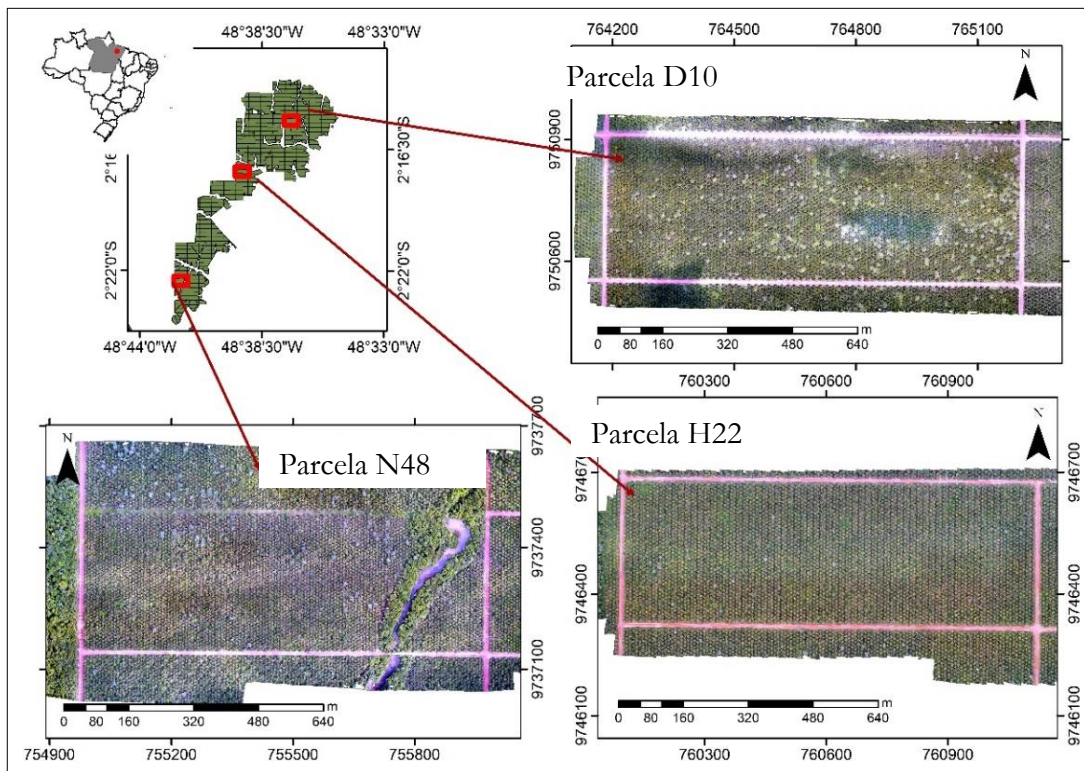 48°38'30"W 48°33'0"W
2°16'30"S
2°22'0"S
2°22'0"S
48°44'0"W 48°38'30"W 48°33'0"W
764200 764500 764800 765100
Parcela D10
N
9750900
9750600
0 80 160 320 480 640 m
760300 760600 760900
Parcela H22
N
9746700
9746400
9746100
0 80 160 320 480 640 m
760300 760600 760900
Parcela N48
N
9737700
9737400
9737100
0 80 160 320 480 640 m
754900 755200 755500 755800